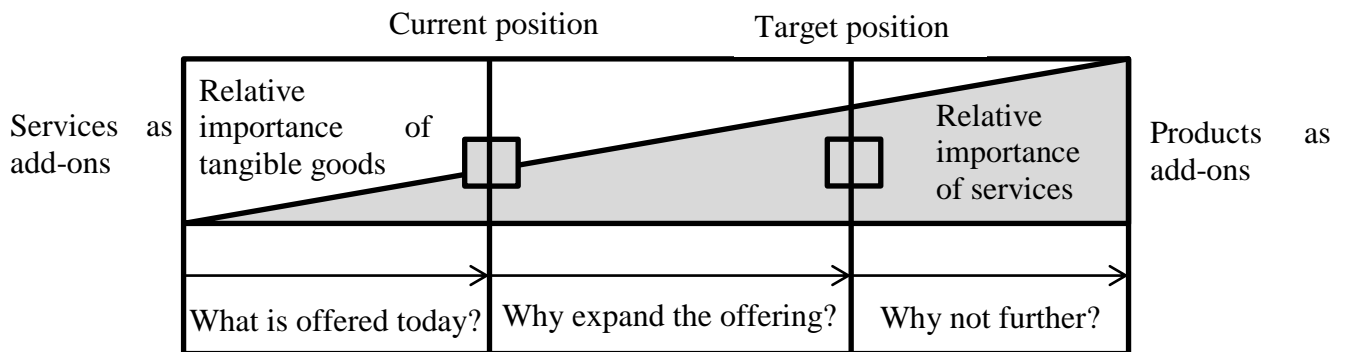 Current position
Target position
Services as
add-ons
Relative
importance of
tangible goods
Relative
importance
of services
Products as
add-ons
What is offered today?
Why expand the offering?
Why not further?